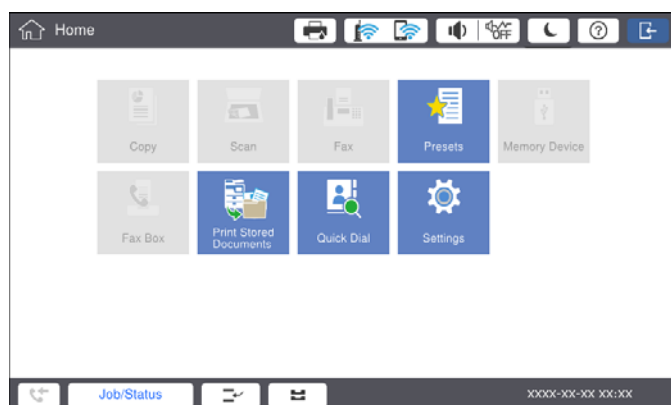 Home
OFF
?
Copy
Scan
Fax
Presets
Memory Device
Fax Box
Print Stored
Documents
Quick Dial
Settings
Job/Status
XXXX-XX-XX XX:XX